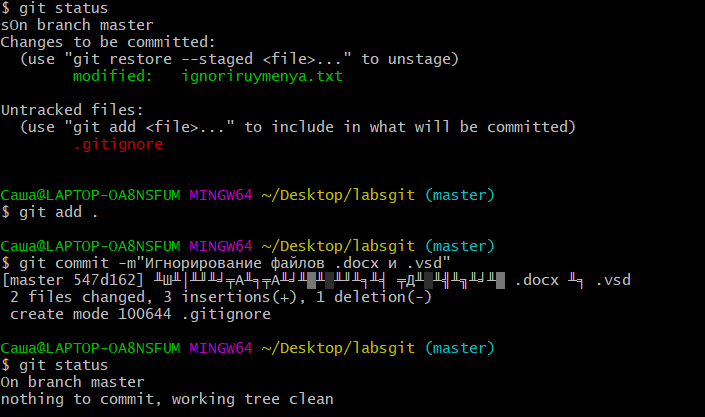 $ git status
sOn branch master
Changes to be committed:
(use "git restore --staged <file>..." to unstage)
modified: ignoriruymenya.txt
Untracked files:
(use "git add <file>..." to include in what will be committed)
.gitignore
Саша@LAPTOP-OA8NSFUM MINGW64 ~/Desktop/labsgit (master)
$ git add .
Саша@LAPTOP-OA8NSFUM MINGW64 ~/Desktop/labsgit (master)
$ git commit -m"Игнорирование файлов .docx и .vsd"
[master 547d162] .docx .vsd
2 files changed, 3 insertions(+), 1 deletion(-)
create mode 100644 .gitignore
Саша@LAPTOP-OA8NSFUM MINGW64 ~/Desktop/labsgit (master)
$ git status
On branch master
nothing to commit, working tree clean